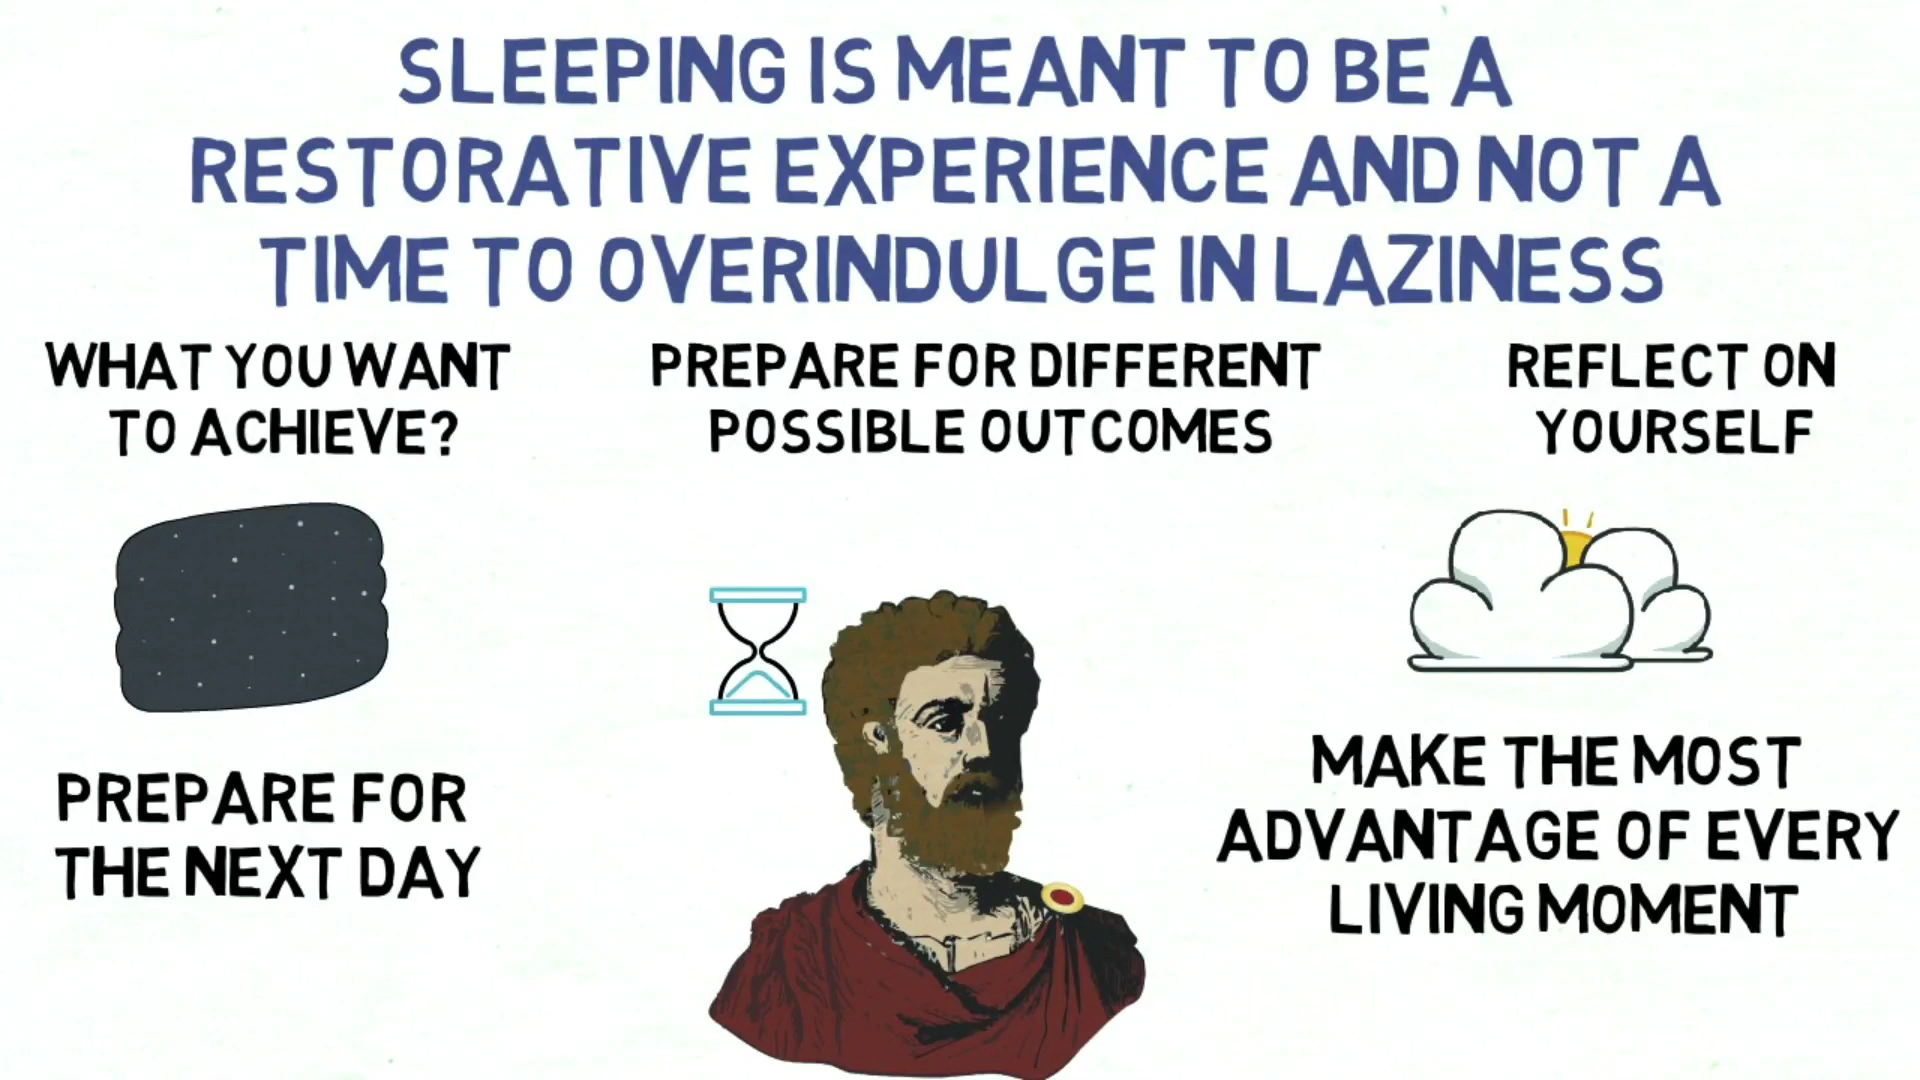 SLEEPING IS MEANT TO BE A
RESTORATIVE EXPERIENCE AND NOT A
TIME TO OVERINDULGE IN LAZINESS
WHAT YOU WANT
TO ACHIEVE?
PREPARE FOR DIFFERENT
POSSIBLE OUTCOMES
REFLECT ON
YOURSELF
PREPARE FOR
THE NEXT DAY
MAKE THE MOST
ADVANTAGE OF EVERY
LIVING MOMENT